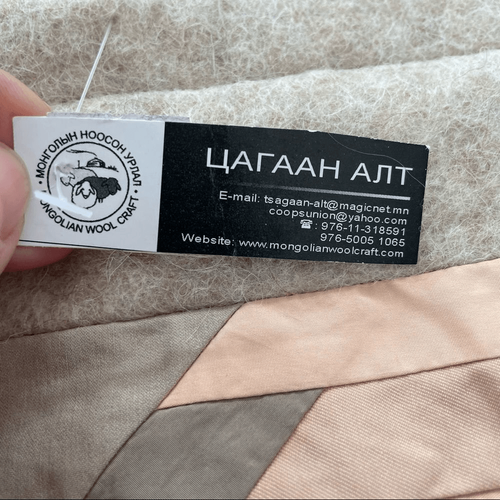 • МОНГОЛЫН НООСОН УРЛАЛ •
MONGOLIAN WOOL CRAFT
ЦАГААН АЛТ
E-mail: tsagaan-alt@magicnet.mn
coopsunion@yahoo.com
☎: 976-11-318591
976-5005 1065
Website: www.mongolianwoolcraft.com